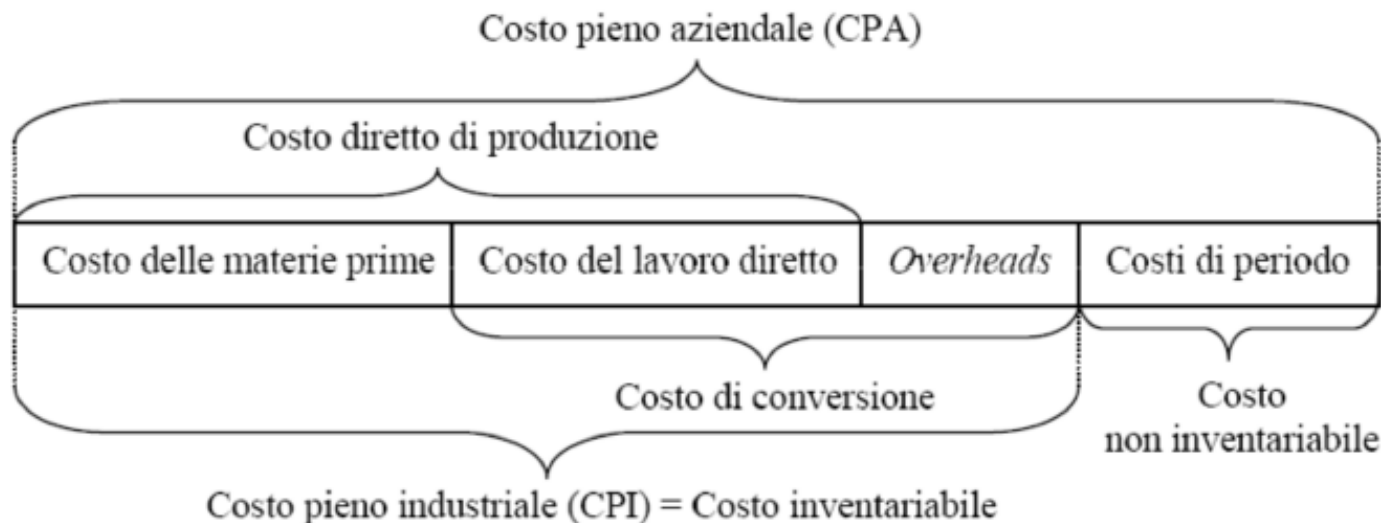 Costo pieno aziendale (CPA)
Costo diretto di produzione
Costo delle materie prime
Costo del lavoro diretto
Overheads
Costi di periodo
Costo di conversione
Costo
non inventariabile
Costo pieno industriale (CPI) = Costo inventariabile